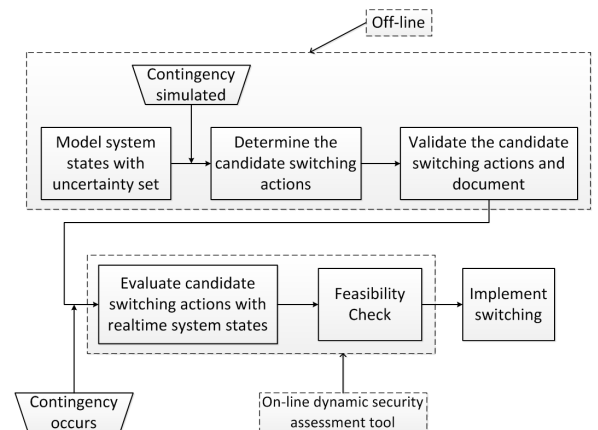 Off-line
Contingency
simulated
Model system
states with
uncertainty set
Determine the
candidate switching
actions
Validate the candidate
switching actions and
document
Evaluate candidate
switching actions with
realtime system states
Feasibility
Check
Implement
switching
Contingency
occurs
On-line dynamic security
assessment tool